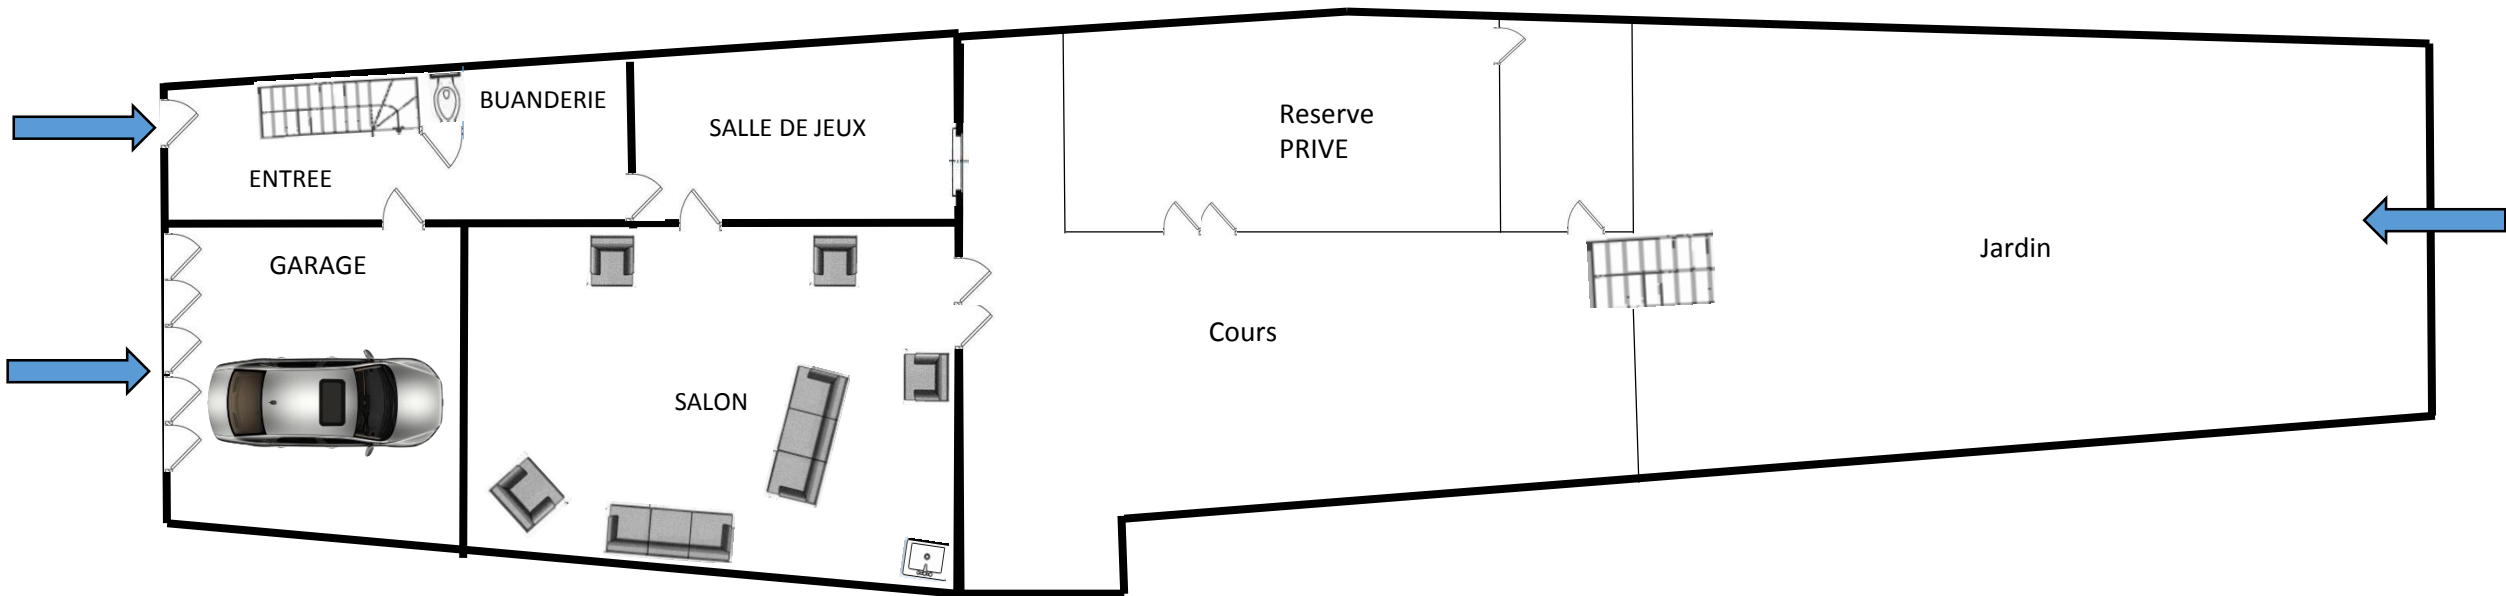 BUANDERIE
SALLE DE JEUX
Reserve
PRIVE
ENTREE
GARAGE
Jardin
Cours
SALON